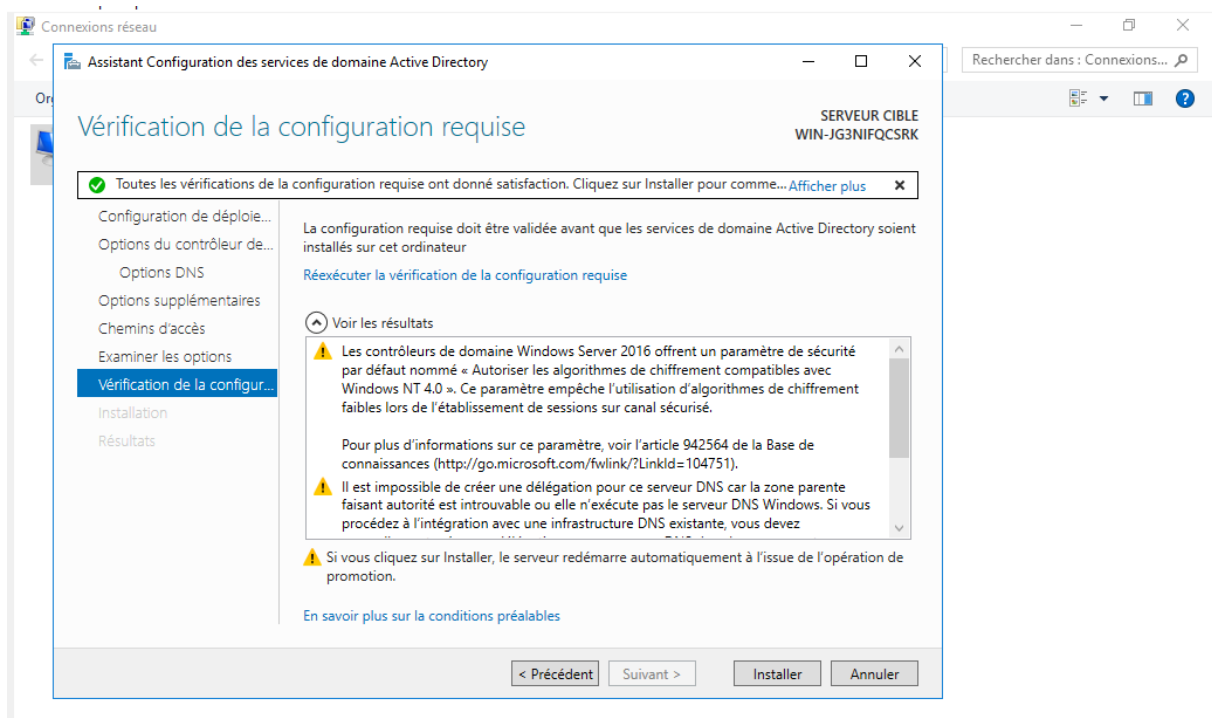 Connexions réseau
Rechercher dans : Connexions...
Assistant Configuration des services de domaine Active Directory
Vérification de la configuration requise
SERVEUR CIBLE
WIN-JG3NIFQCSRK
Toutes les vérifications de la configuration requise ont donné satisfaction. Cliquez sur Installer pour comme... Afficher plus
Configuration de déploie...
Options du contrôleur de...
Options DNS
Options supplémentaires
Chemins d'accès
Examiner les options
Vérification de la configur...
Installation
Résultats
La configuration requise doit être validée avant que les services de domaine Active Directory soient
installés sur cet ordinateur
Réexécuter la vérification de la configuration requise
Voir les résultats
Les contrôleurs de domaine Windows Server 2016 offrent un paramètre de sécurité
par défaut nommé « Autoriser les algorithmes de chiffrement compatibles avec
Windows NT 4.0 ». Ce paramètre empêche l'utilisation d'algorithmes de chiffrement
faibles lors de l'établissement de sessions sur canal sécurisé.
Pour plus d'informations sur ce paramètre, voir l'article 942564 de la Base de
connaissances (http://go.microsoft.com/fwlink/?LinkId=104751).
Il est impossible de créer une délégation pour ce serveur DNS car la zone parente
faisant autorité est introuvable ou elle n'exécute pas le serveur DNS Windows. Si vous
procédez à l'intégration avec une infrastructure DNS existante, vous devez
Si vous cliquez sur Installer, le serveur redémarre automatiquement à l'issue de l'opération de
promotion.
En savoir plus sur la conditions préalables
< Précédent
Suivant >
Installer
Annuler